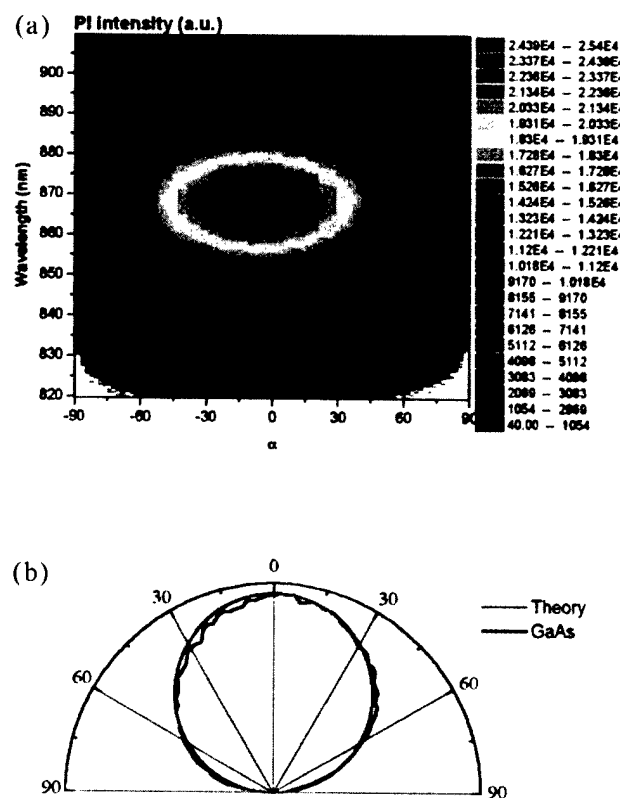 (a)
PI intensity (a.u.)
900
890
880
870
860
850
840
830
820
Wavelength (nm)
-90
-60
-30
0
30
60
90
α
2.439E4 – 2.54E4
2.337E4 – 2.439E4
2.236E4 – 2.337E4
2.134E4 – 2.236E4
2.033E4 – 2.134E4
1.931E4 – 2.033E4
1.83E4 – 1.931E4
1.728E4 – 1.83E4
1.627E4 – 1.728E4
1.526E4 – 1.627E4
1.424E4 – 1.526E4
1.323E4 – 1.424E4
1.221E4 – 1.323E4
1.12E4 – 1.221E4
1.018E4 – 1.12E4
9170 – 1.018E4
8155 – 9170
7141 – 8155
6126 – 7141
5112 – 6126
4098 – 5112
3083 – 4098
2069 – 3083
1054 – 2069
40.00 – 1054
(b)
0
30
30
60
60
90
90
Theory
GaAs